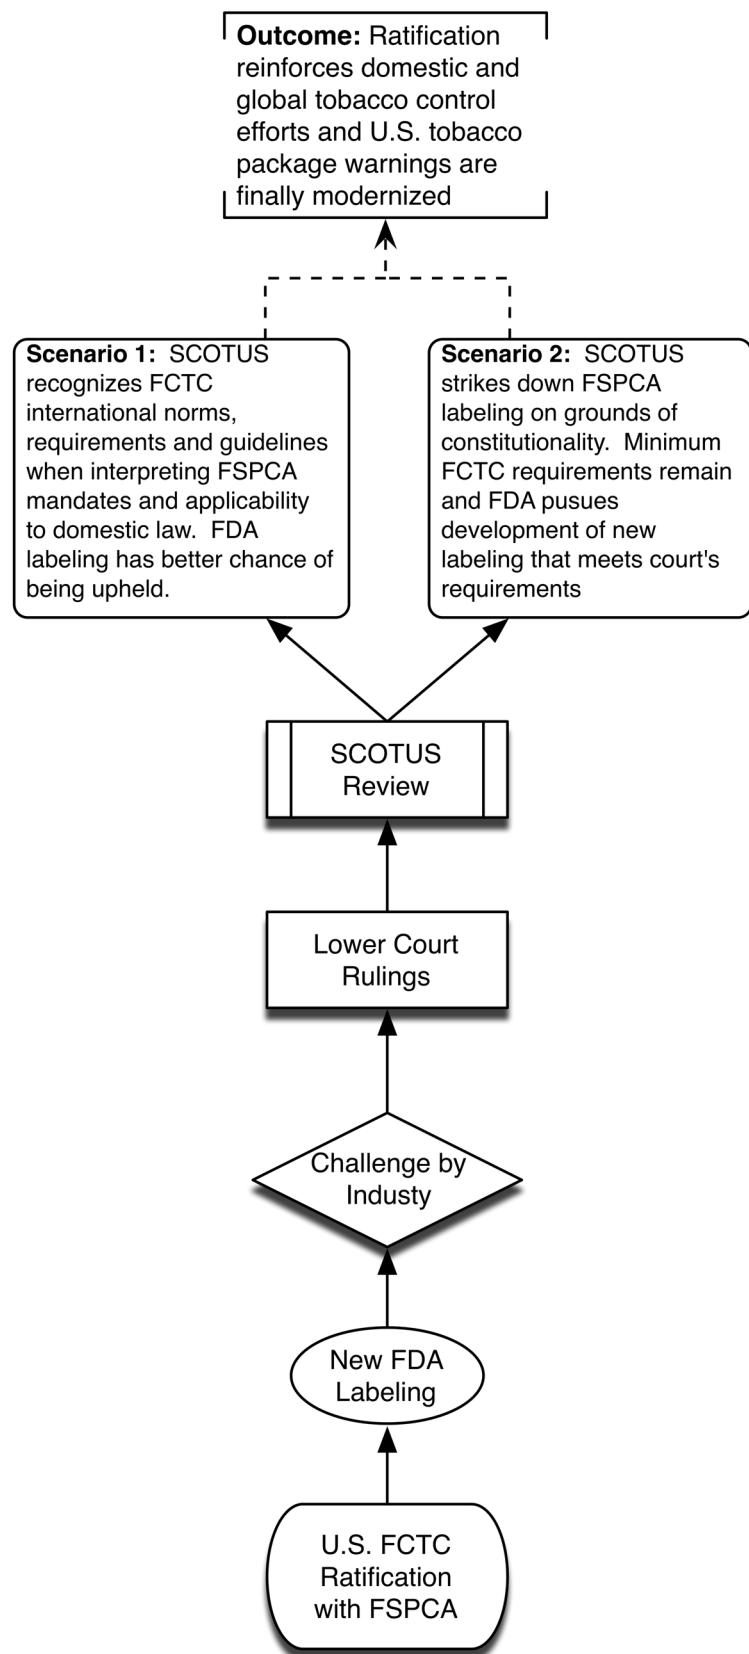 Outcome: Ratification
reinforces domestic and
global tobacco control
efforts and U.S. tobacco
package warnings are
finally modernized
Scenario 1: SCOTUS
recognizes FCTC
international norms,
requirements and guidelines
when interpreting FSPCA
mandates and applicability
to domestic law. FDA
labeling has better chance of
being upheld.
Scenario 2: SCOTUS
strikes down FSPCA
labeling on grounds of
constitutionality. Minimum
FCTC requirements remain
and FDA pusues
development of new
labeling that meets court's
requirements
SCOTUS
Review
Lower Court
Rulings
Challenge by
Industy
New FDA
Labeling
U.S. FCTC
Ratification
with FSPCA